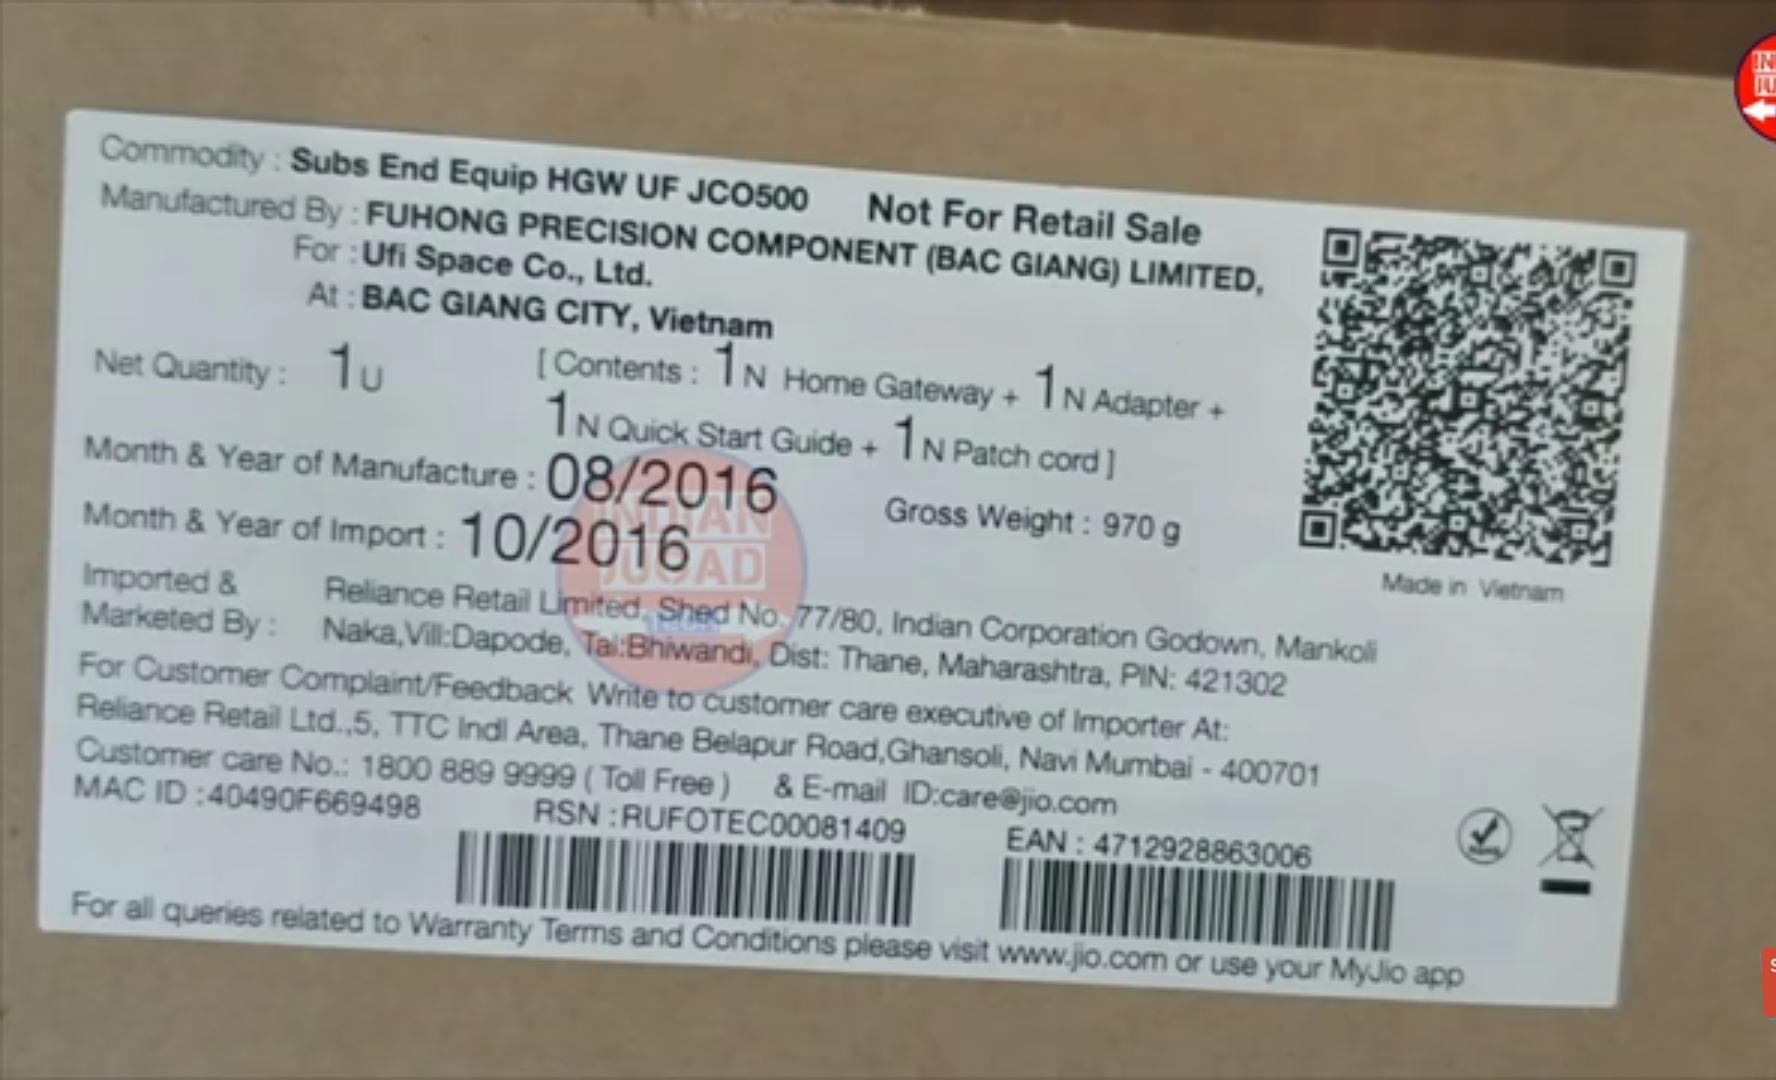 Commodity : Subs End Equip HGW UF JCO500 Not For Retail Sale
Manufactured By : FUHONG PRECISION COMPONENT (BAC GIANG) LIMITED,
For : Ufi Space Co., Ltd.
At : BAC GIANG CITY, Vietnam
Net Quantity : 1U [ Contents : 1N Home Gateway + 1N Adapter +
1N Quick Start Guide + 1N Patch cord ]
Month & Year of Manufacture : 08/2016
Gross Weight : 970 g
Month & Year of Import : 10/2016
Made in Vietnam
Imported & Marketed By : Reliance Retail Limited, Shed No. 77/80, Indian Corporation Godown, Mankoli
Naka,Vill:Dapode, Tal:Bhiwandi, Dist: Thane, Maharashtra, PIN: 421302
For Customer Complaint/Feedback Write to customer care executive of Importer At:
Reliance Retail Ltd.,5, TTC Indl Area, Thane Belapur Road,Ghansoli, Navi Mumbai - 400701
Customer care No.: 1800 889 9999 ( Toll Free ) & E-mail ID:care@jio.com
MAC ID :40490F669498 RSN :RUFOTEC00081409 EAN : 4712928863006
For all queries related to Warranty Terms and Conditions please visit www.jio.com or use your MyJio app
INDIAN
JUGAD